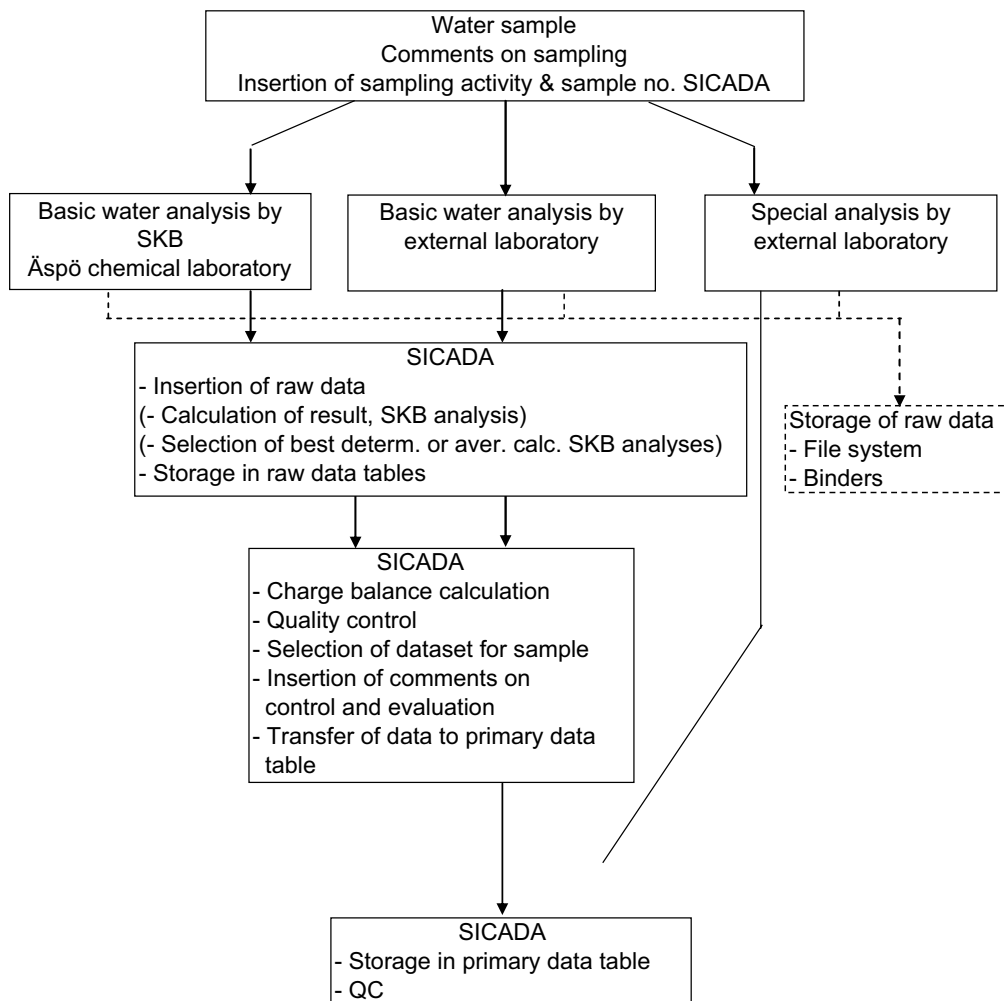 Water sample
Comments on sampling
Insertion of sampling activity & sample no. SICADA
Basic water analysis by
SKB
Äspö chemical laboratory
Basic water analysis by
external laboratory
Special analysis by
external laboratory
SICADA
- Insertion of raw data
(- Calculation of result, SKB analysis)
(- Selection of best determ. or aver. calc. SKB analyses)
- Storage in raw data tables
Storage of raw data
- File system
- Binders
SICADA
- Charge balance calculation
- Quality control
- Selection of dataset for sample
- Insertion of comments on
control and evaluation
- Transfer of data to primary data
table
SICADA
- Storage in primary data table
- QC